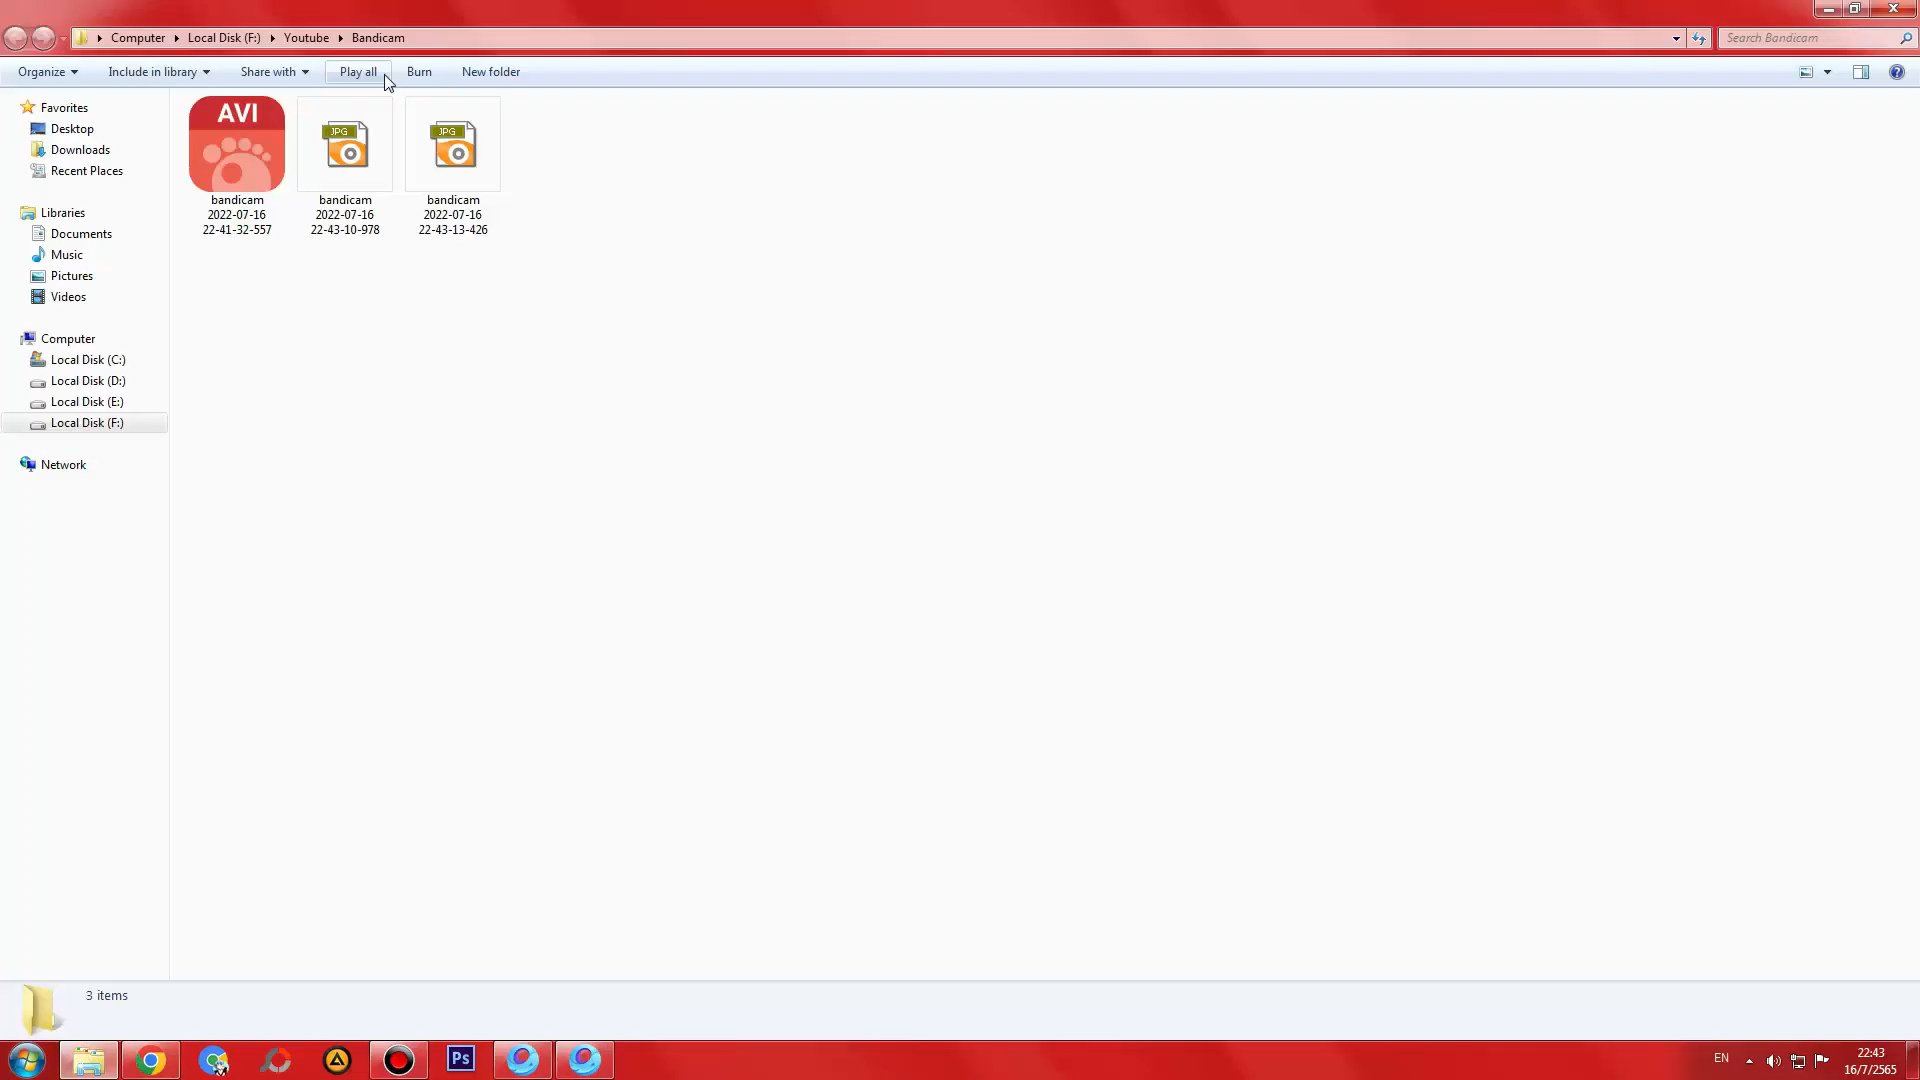 Computer Local Disk (F:) Youtube Bandicam
Search Bandicam
Organize Include in library Share with Play all Burn New folder
Favorites
Desktop
Downloads
Recent Places
Libraries
Documents
Music
Pictures
Videos
Computer
Local Disk (C:)
Local Disk (D:)
Local Disk (E:)
Local Disk (F:)
Network
AVI
bandicam
2022-07-16
22-41-32-557
JPG
bandicam
2022-07-16
22-43-10-978
JPG
bandicam
2022-07-16
22-43-13-426
3 items
Ps
EN
22:43
16/7/2565